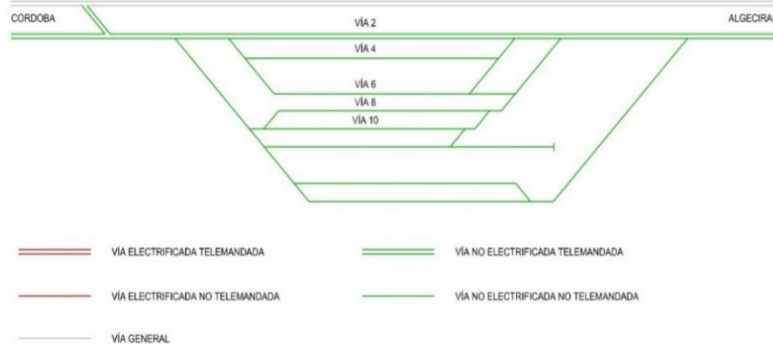 CORDOBA
VÍA 2
ALGECIRA
VÍA 4
VÍA 6
VÍA 8
VÍA 10
VÍA ELECTRIFICADA TELEMANDADA
VÍA NO ELECTRIFICADA TELEMANDADA
VÍA ELECTRIFICADA NO TELEMANDADA
VÍA NO ELECTRIFICADA NO TELEMANDADA
VÍA GENERAL